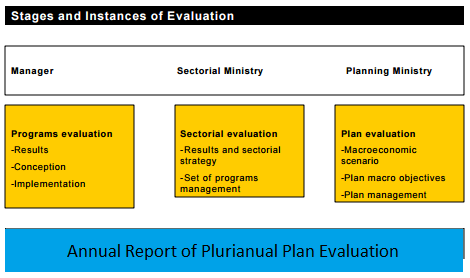 Stages and Instances of Evaluation
Manager
Sectorial Ministry
Planning Ministry
Programs evaluation
-Results
-Conception
-Implementation
Sectorial evaluation
-Results and sectorial
strategy
-Set of programs
management
Plan evaluation
-Macroeconomic
scenario
-Plan macro objectives
-Plan management
Annual Report of Plurianual Plan Evaluation